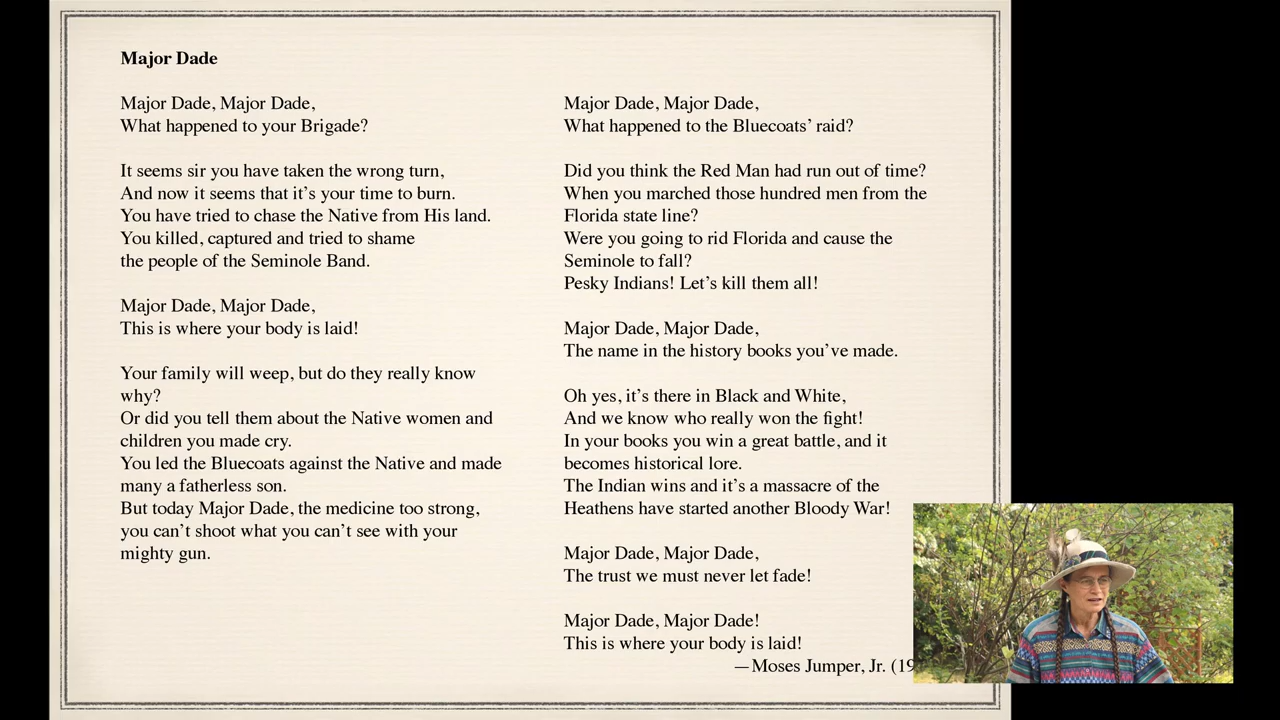 Major Dade
Major Dade, Major Dade,
What happened to your Brigade?
It seems sir you have taken the wrong turn,
And now it seems that it’s your time to burn.
You have tried to chase the Native from His land.
You killed, captured and tried to shame
the people of the Seminole Band.
Major Dade, Major Dade,
This is where your body is laid!
Your family will weep, but do they really know
why?
Or did you tell them about the Native women and
children you made cry.
You led the Bluecoats against the Native and made
many a fatherless son.
But today Major Dade, the medicine too strong,
you can’t shoot what you can’t see with your
mighty gun.
Major Dade, Major Dade,
What happened to the Bluecoats’ raid?
Did you think the Red Man had run out of time?
When you marched those hundred men from the
Florida state line?
Were you going to rid Florida and cause the
Seminole to fall?
Pesky Indians! Let’s kill them all!
Major Dade, Major Dade,
The name in the history books you’ve made.
Oh yes, it’s there in Black and White,
And we know who really won the fight!
In your books you win a great battle, and it
becomes historical lore.
The Indian wins and it’s a massacre of the
Heathens have started another Bloody War!
Major Dade, Major Dade,
The trust we must never let fade!
Major Dade, Major Dade!
This is where your body is laid!
—Moses Jumper, Jr. (19